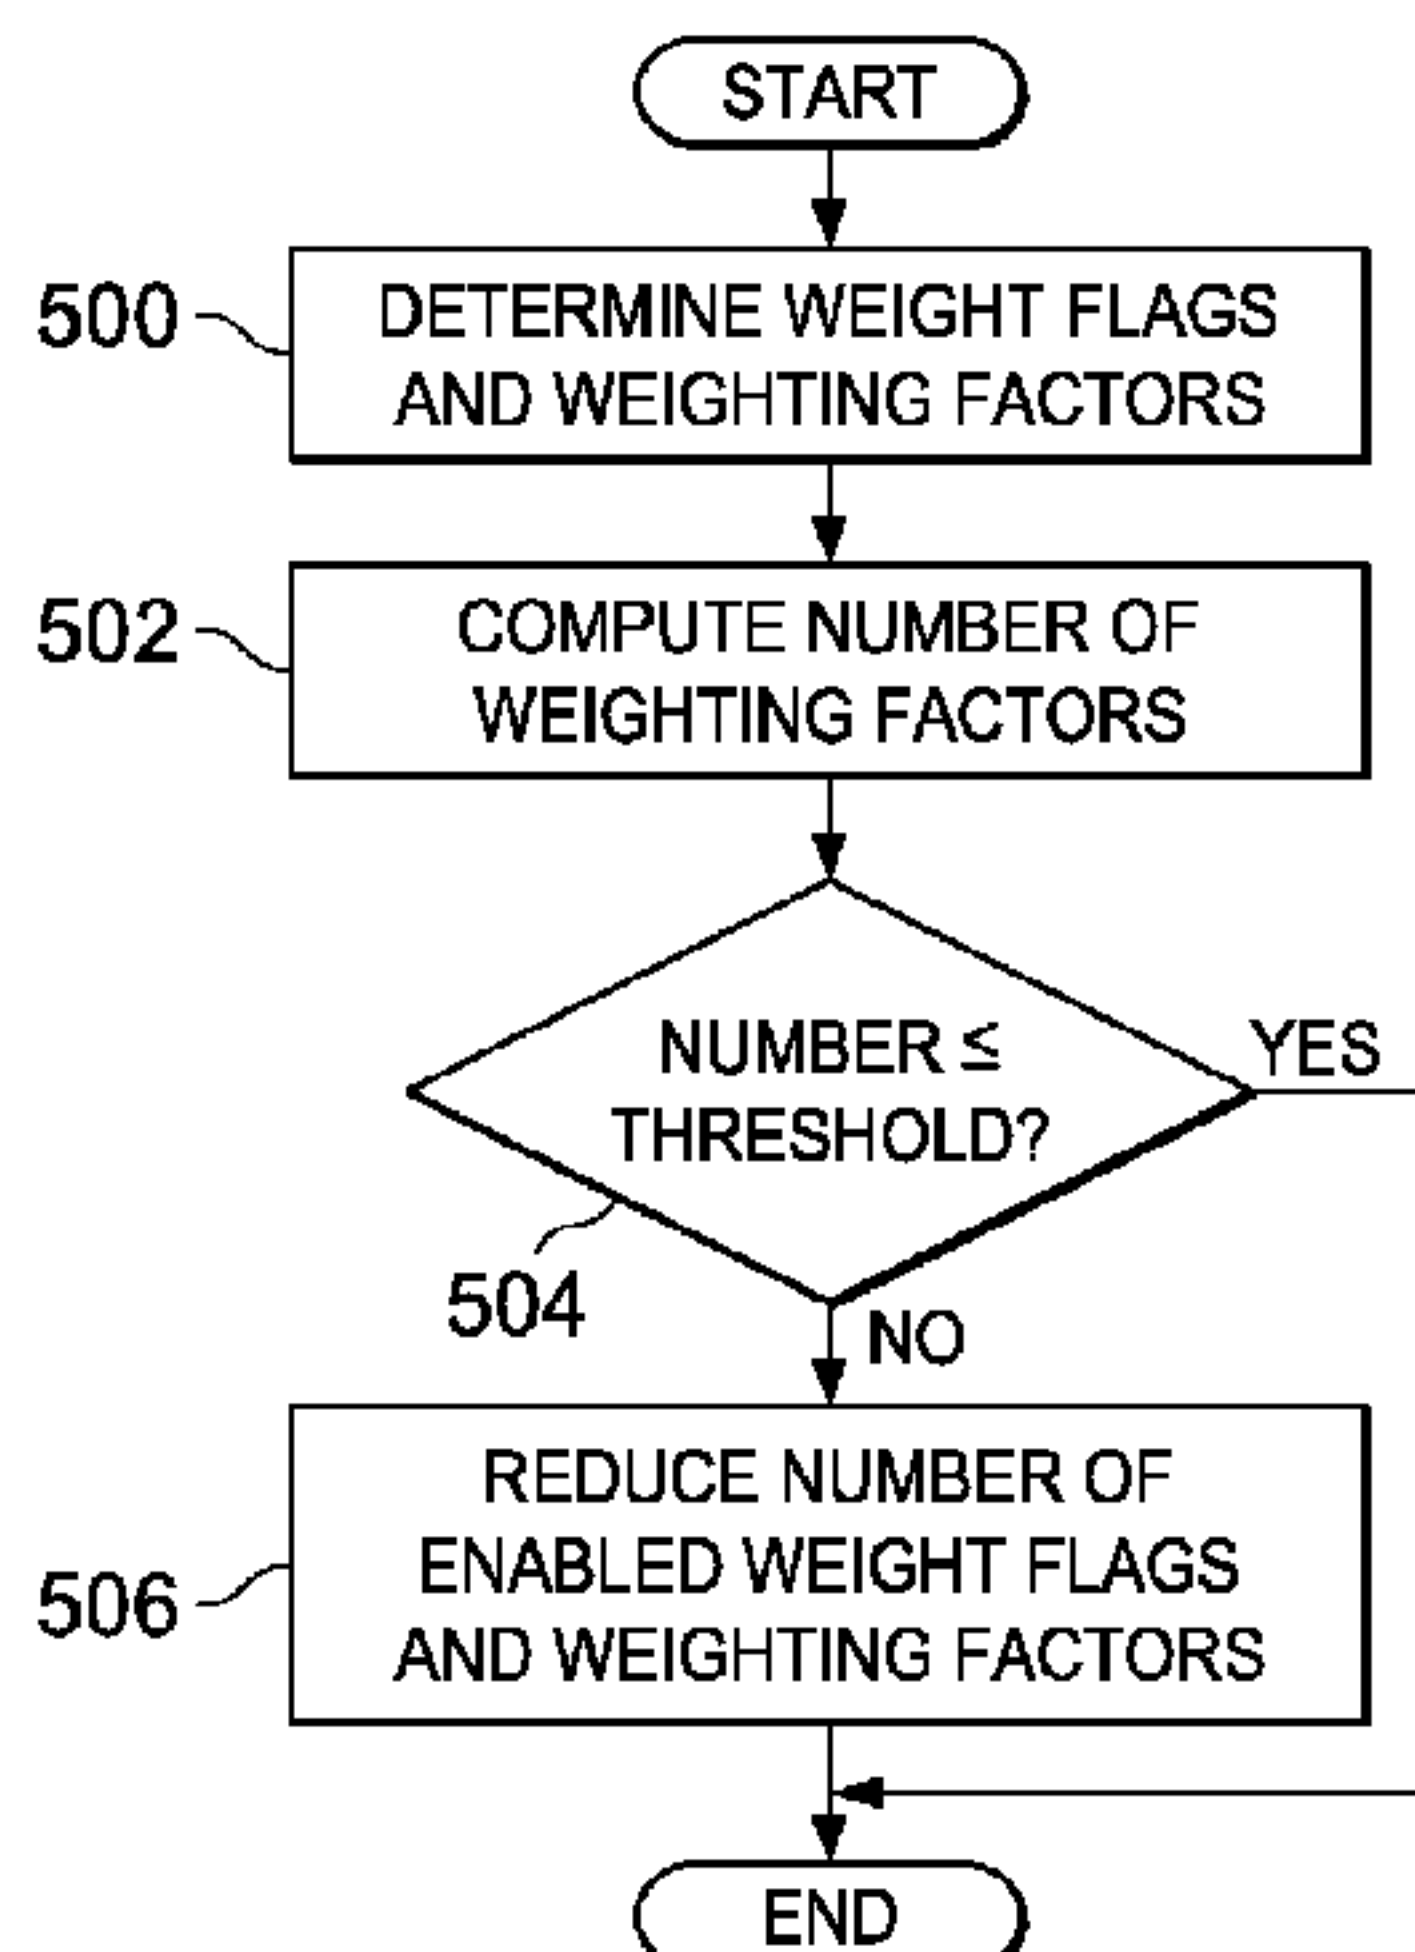 START
500
DETERMINE WEIGHT FLAGS
AND WEIGHTING FACTORS
502
COMPUTE NUMBER OF
WEIGHTING FACTORS
NUMBER ≤
THRESHOLD?
YES
504
NO
506
REDUCE NUMBER OF
ENABLED WEIGHT FLAGS
AND WEIGHTING FACTORS
END